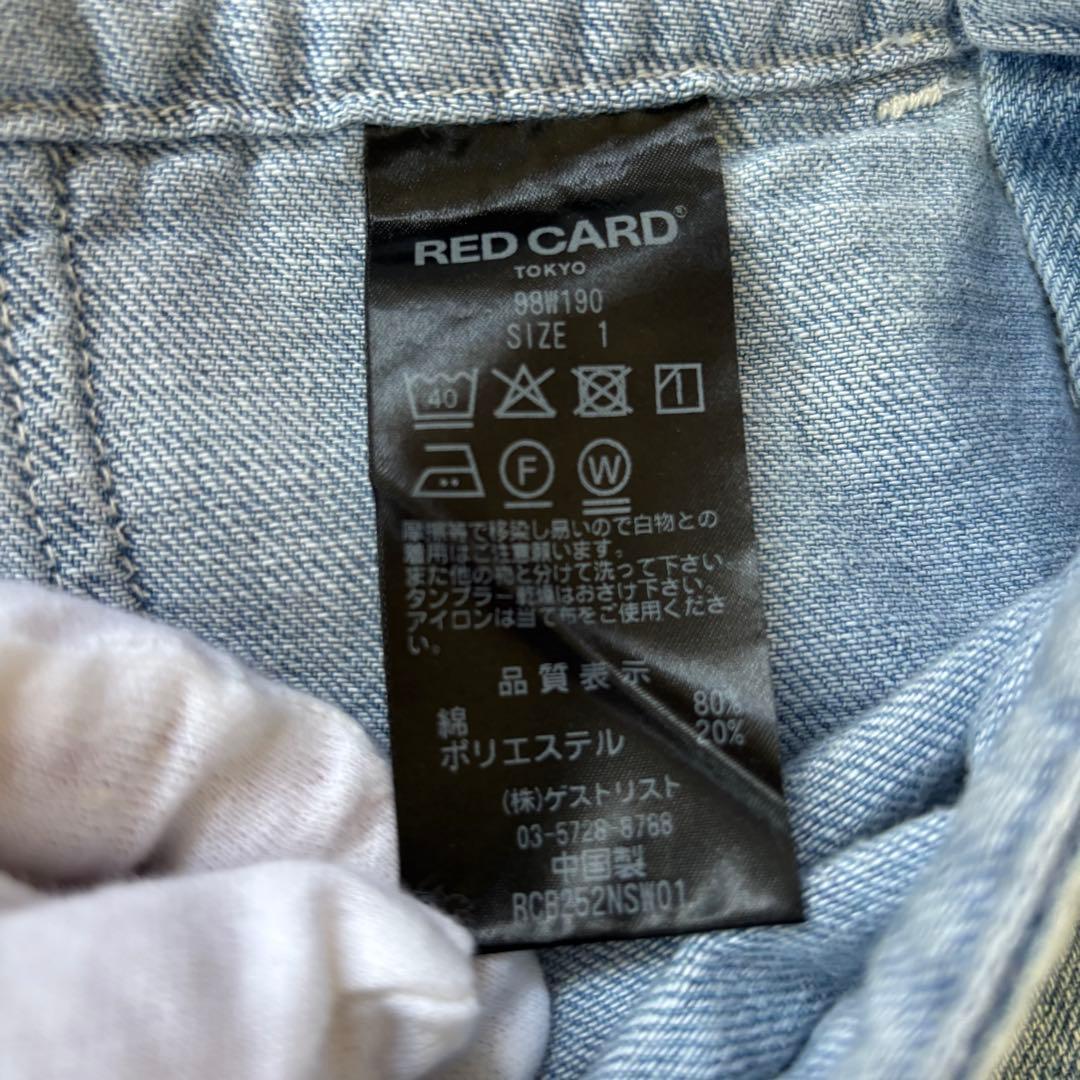 RED CARD®
TOKYO
98W190
SIZE 1
40
F W
摩擦等で移染し易いので白物との
着用はご注意願います。
また他の物と分けて洗って下さい。
タンブラー乾燥はおさけ下さい。
アイロンは当て布をご使用くださ
い。
品質表示
綿 80%
ポリエステル 20%
(株)ゲストリスト
03-5728-8788
中国製
RCB252NSW01